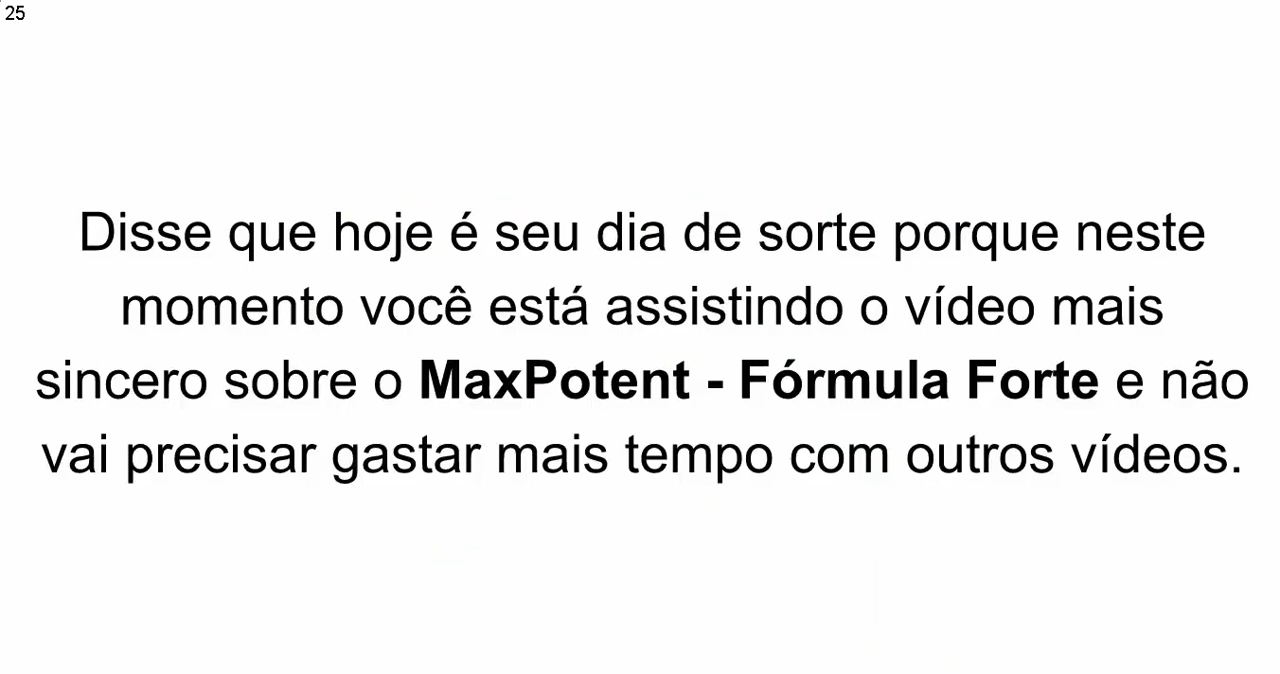 25
Disse que hoje é seu dia de sorte porque neste
momento você está assistindo o vídeo mais
sincero sobre o MaxPotent - Fórmula Forte e não
vai precisar gastar mais tempo com outros vídeos.